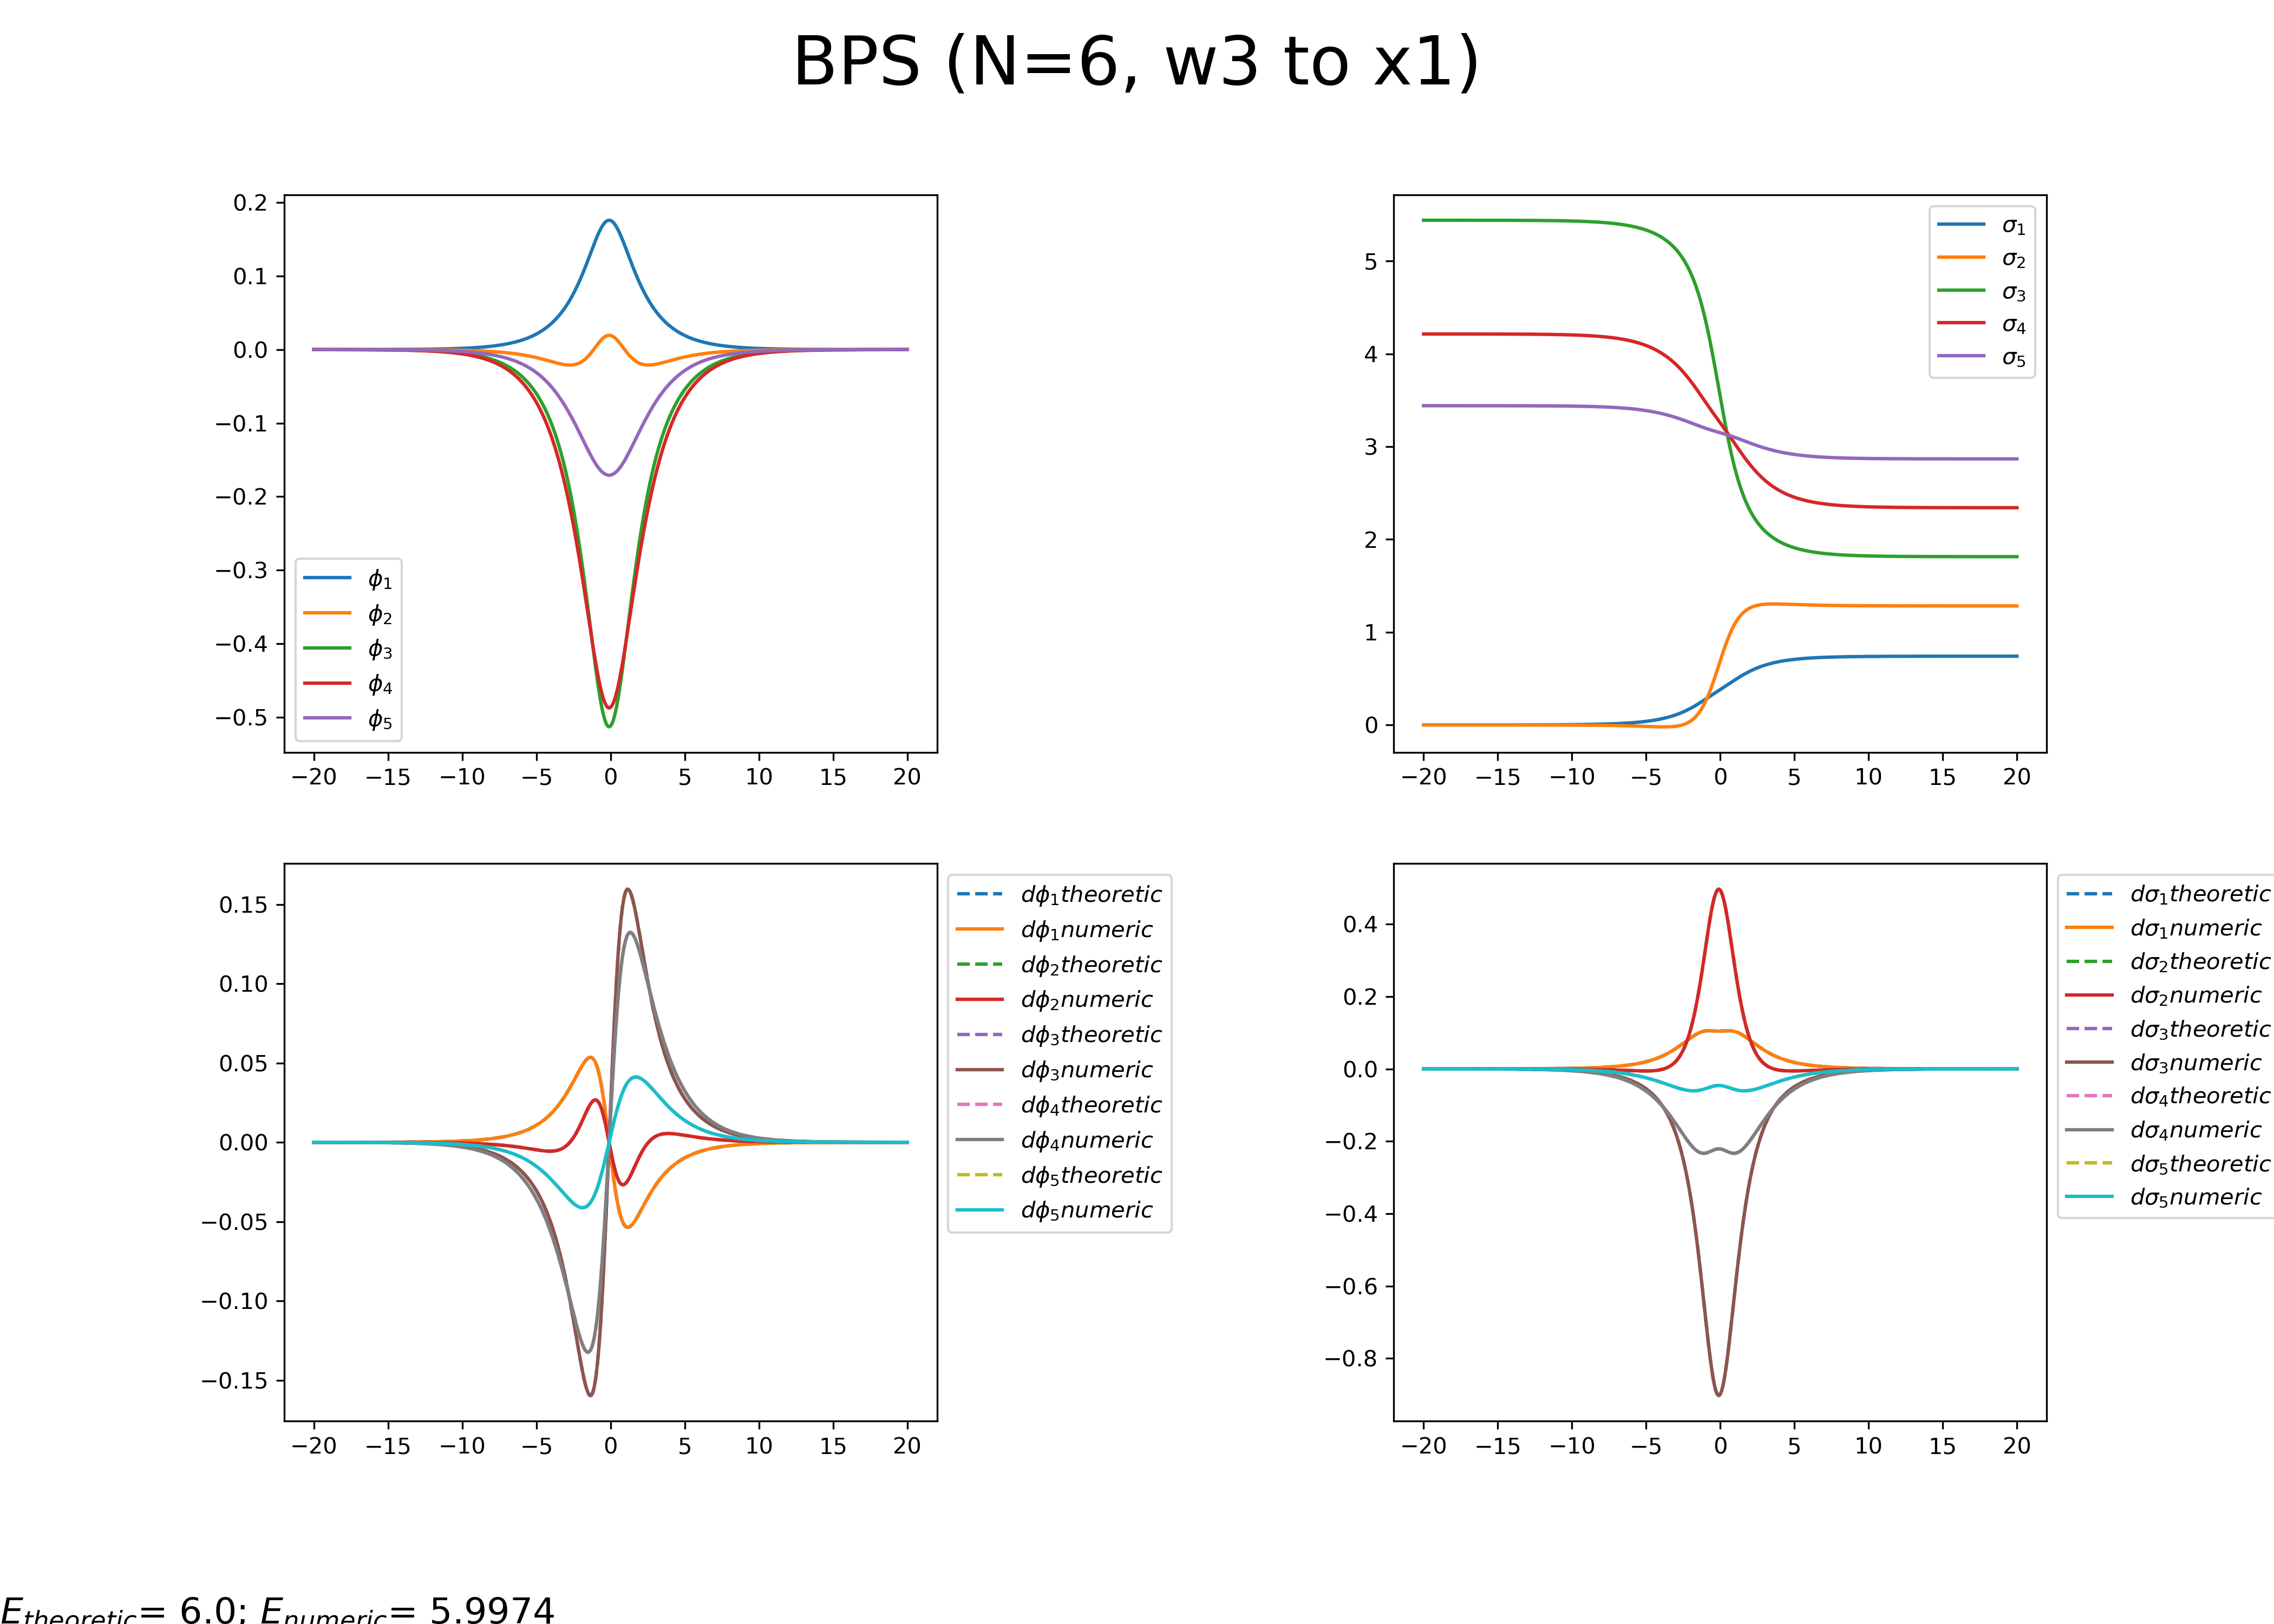 BPS (N=6, w3 to x1)
0.2
0.1
0.0
−0.1
−0.2
−0.3
−0.4
−0.5
−20 −15 −10 −5 0 5 10 15 20
ϕ1
ϕ2
ϕ3
ϕ4
ϕ5
5
4
3
2
1
0
−20 −15 −10 −5 0 5 10 15 20
σ1
σ2
σ3
σ4
σ5
0.15
0.10
0.05
0.00
−0.05
−0.10
−0.15
−20 −15 −10 −5 0 5 10 15 20
dϕ1theoretic
dϕ1numeric
dϕ2theoretic
dϕ2numeric
dϕ3theoretic
dϕ3numeric
dϕ4theoretic
dϕ4numeric
dϕ5theoretic
dϕ5numeric
0.4
0.2
0.0
−0.2
−0.4
−0.6
−0.8
−20 −15 −10 −5 0 5 10 15 20
dσ1theoretic
dσ1numeric
dσ2theoretic
dσ2numeric
dσ3theoretic
dσ3numeric
dσ4theoretic
dσ4numeric
dσ5theoretic
dσ5numeric
Etheoretic= 6.0; Enumeric= 5.9974